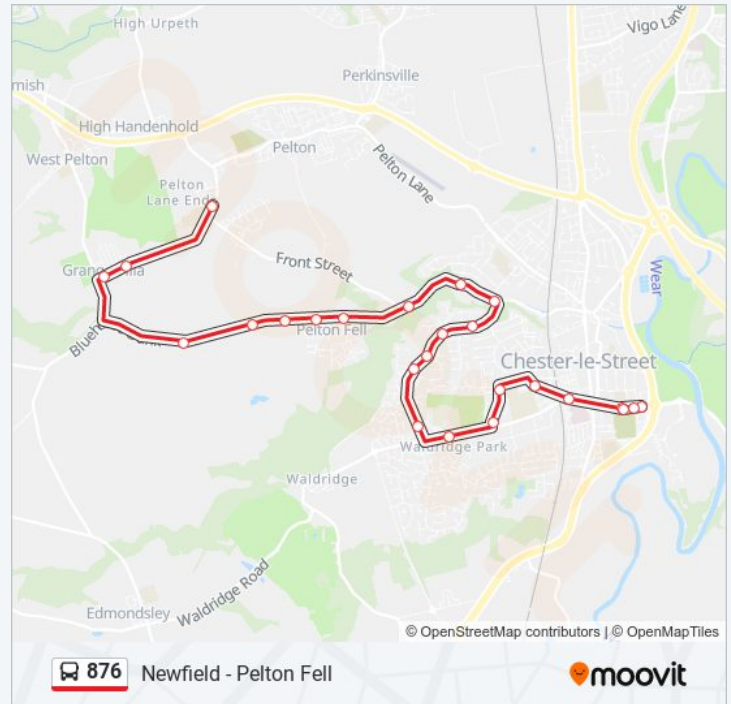 High Urpeth
Vigo Lane
Perkinsville
mish
High Handenhold
Pelton
West Pelton
Pelton Lane
Pelton
Lane Ends
Front Street
Wear
Pelton Fell
Chester-le-Street
Waldridge Park
Waldridge
Waldridge Road
Edmondsley
© OpenStreetMap contributors | © OpenMapTiles
876 Newfield - Pelton Fell
moovit